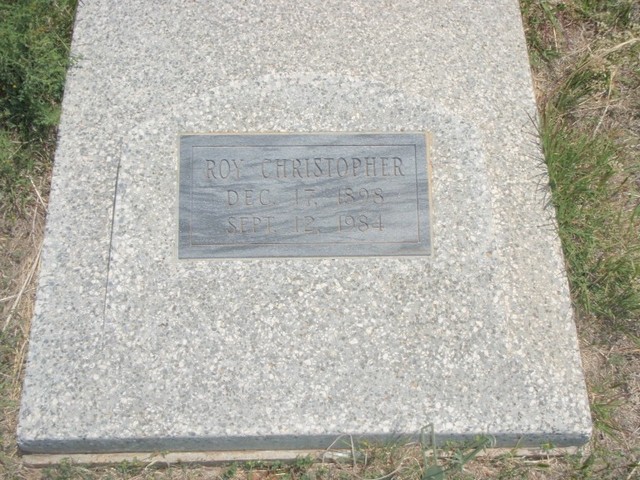 ROY CHRISTOPHER
DEC. 17, 1898
SEPT. 12, 1984